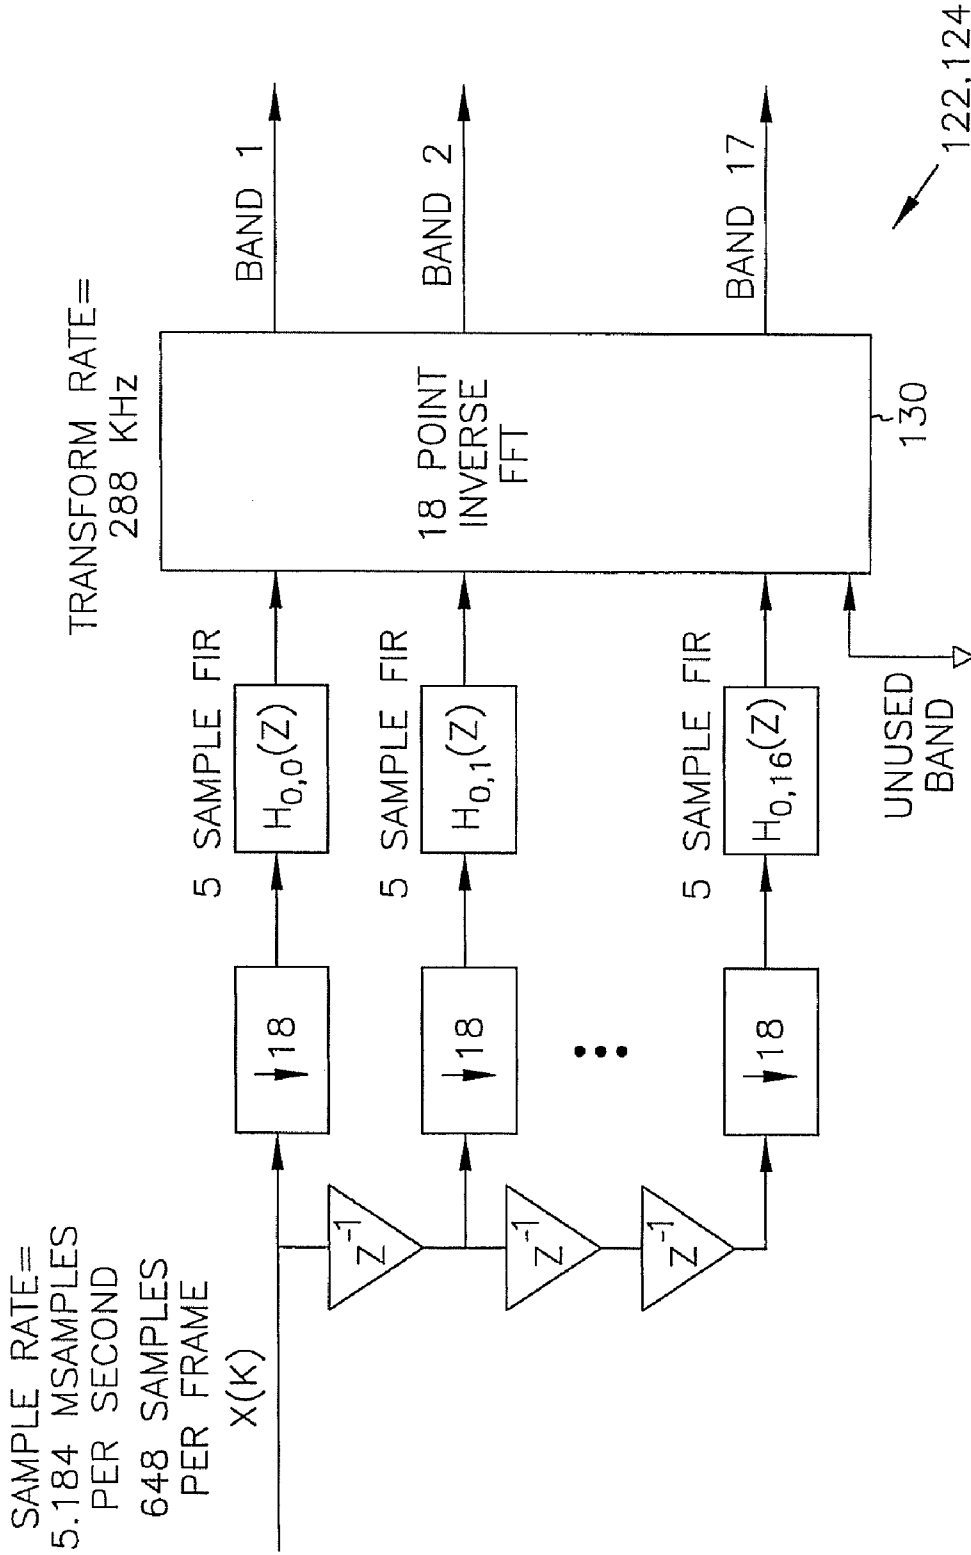 SAMPLE RATE=
5.184 MSAMPLES
PER SECOND
648 SAMPLES
PER FRAME
X(K)
Z-1
Z-1
Z-1
↓18
↓18
•••
↓18
5 SAMPLE FIR
H0,0(Z)
5 SAMPLE FIR
H0,1(Z)
5 SAMPLE FIR
H0,16(Z)
UNUSED
BAND
TRANSFORM RATE=
288 KHz
18 POINT
INVERSE
FFT
130
BAND 1
BAND 2
BAND 17
122,124